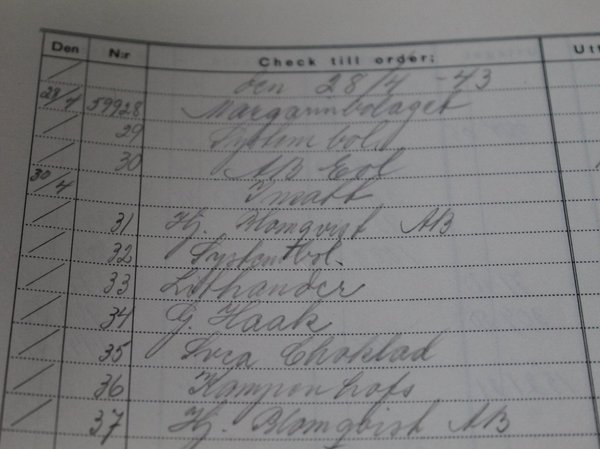 Den Nr Check till order: Utt
/ den 28/4 -43
28/4 59928 Margarinbolaget
/ 29 Systembol.
/ 30 AB Eol
30/4
/ 31 Hj. Blomqvist AB
/ 32 Systembol.
/ 33 Lithander
/ 34 G. Haak
/ 35 Svea Choklad
/ 36 Kampenhofs
/ 37 Hj. Blomqvist AB